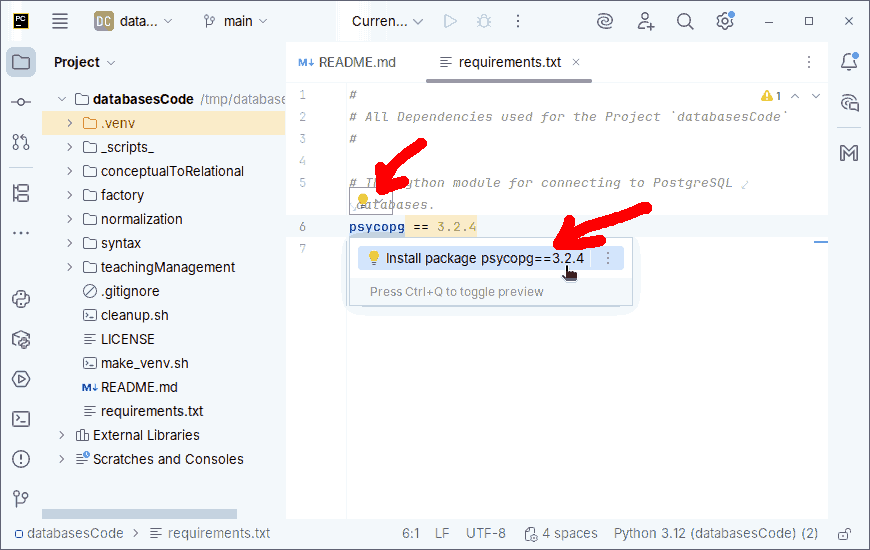 PC
DC
data...
main
Curren...
Project
README.md
requirements.txt
databasesCode /tmp/database
.venv
_scripts_
conceptualToRelational
factory
normalization
syntax
teachingManagement
.gitignore
cleanup.sh
LICENSE
make_venv.sh
M↓ README.md
requirements.txt
External Libraries
Scratches and Consoles
1 #
1
2 # All Dependencies used for the Project `databasesCode`
3 #
4
5 # ython module for connecting to PostgreSQL
databases.
6 psycopg == 3.2.4
7
Install package psycopg==3.2.4
Press Ctrl+Q to toggle preview
databasesCode > requirements.txt
6:1 LF UTF-8 4 spaces Python 3.12 (databasesCode) (2)